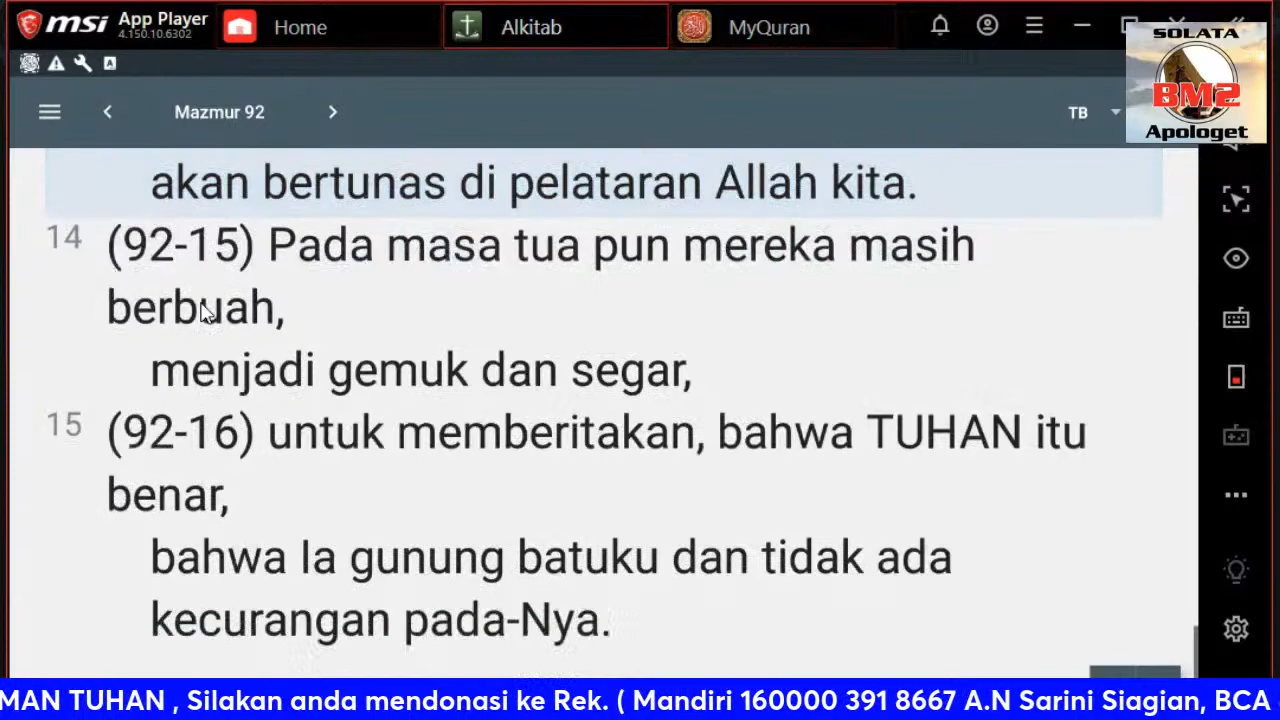 msi App Player
4.150.10.6302
Home
Alkitab
MyQuran
SOLATA
BM2
Apologet
Mazmur 92
TB
akan bertunas di pelataran Allah kita.
14 (92-15) Pada masa tua pun mereka masih
berbuah,
menjadi gemuk dan segar,
15 (92-16) untuk memberitakan, bahwa TUHAN itu
benar,
bahwa Ia gunung batuku dan tidak ada
kecurangan pada-Nya.
MAN TUHAN , Silakan anda mendonasi ke Rek. ( Mandiri 160000 391 8667 A.N Sarini Siagian, BCA